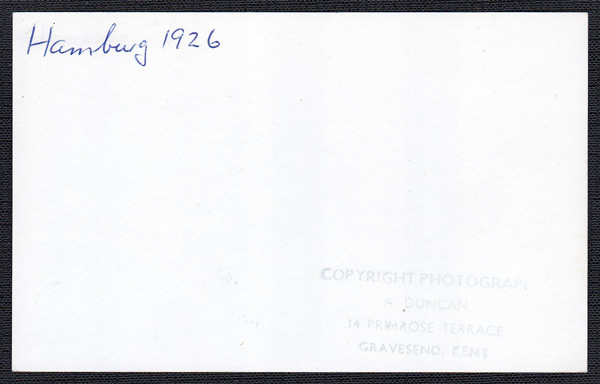 Hamburg 1926
COPYRIGHT PHOTOGRAPH
A. DUNCAN
14 PRIMROSE TERRACE
GRAVESEND, KENT